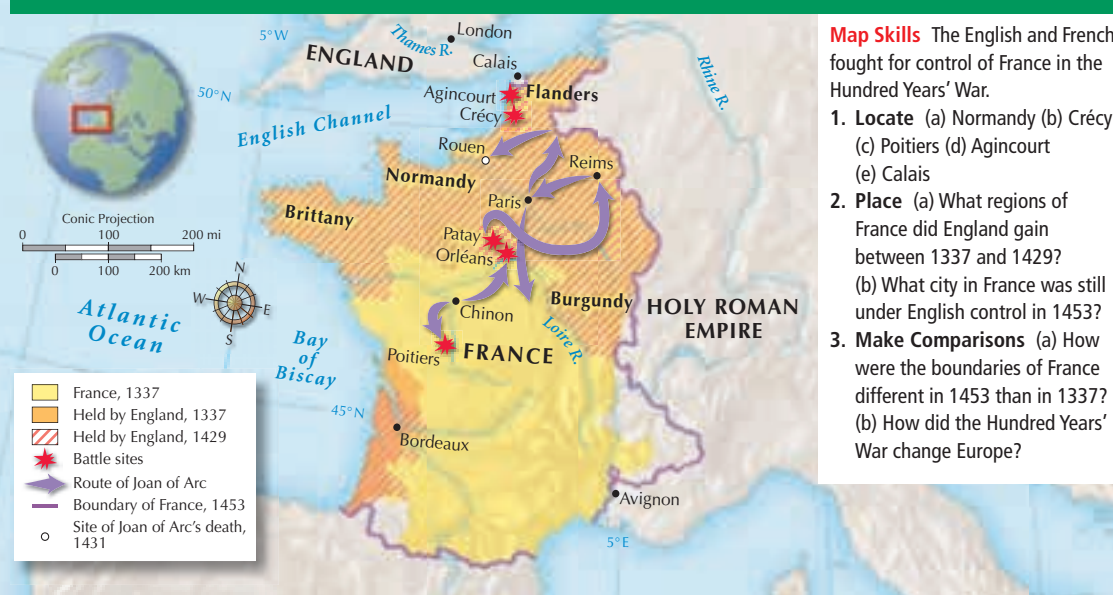 5°W
Thames R.
London
ENGLAND
Calais
Rhine R.
50°N
Agincourt
Flanders
Crécy
English Channel
Rouen
Reims
Normandy
Paris
Brittany
Conic Projection
0 100 200 mi
0 100 200 km
Patay
Orléans
N
W
E
S
Burgundy
HOLY ROMAN
EMPIRE
Atlantic
Ocean
Chinon
Loire R.
Bay
of
Biscay
Poitiers
FRANCE
45°N
Bordeaux
Avignon
5°E
France, 1337
Held by England, 1337
Held by England, 1429
Battle sites
Route of Joan of Arc
Boundary of France, 1453
Site of Joan of Arc's death,
1431
Map Skills The English and French
fought for control of France in the
Hundred Years' War.
1. Locate (a) Normandy (b) Crécy
(c) Poitiers (d) Agincourt
(e) Calais
2. Place (a) What regions of
France did England gain
between 1337 and 1429?
(b) What city in France was still
under English control in 1453?
3. Make Comparisons (a) How
were the boundaries of France
different in 1453 than in 1337?
(b) How did the Hundred Years'
War change Europe?